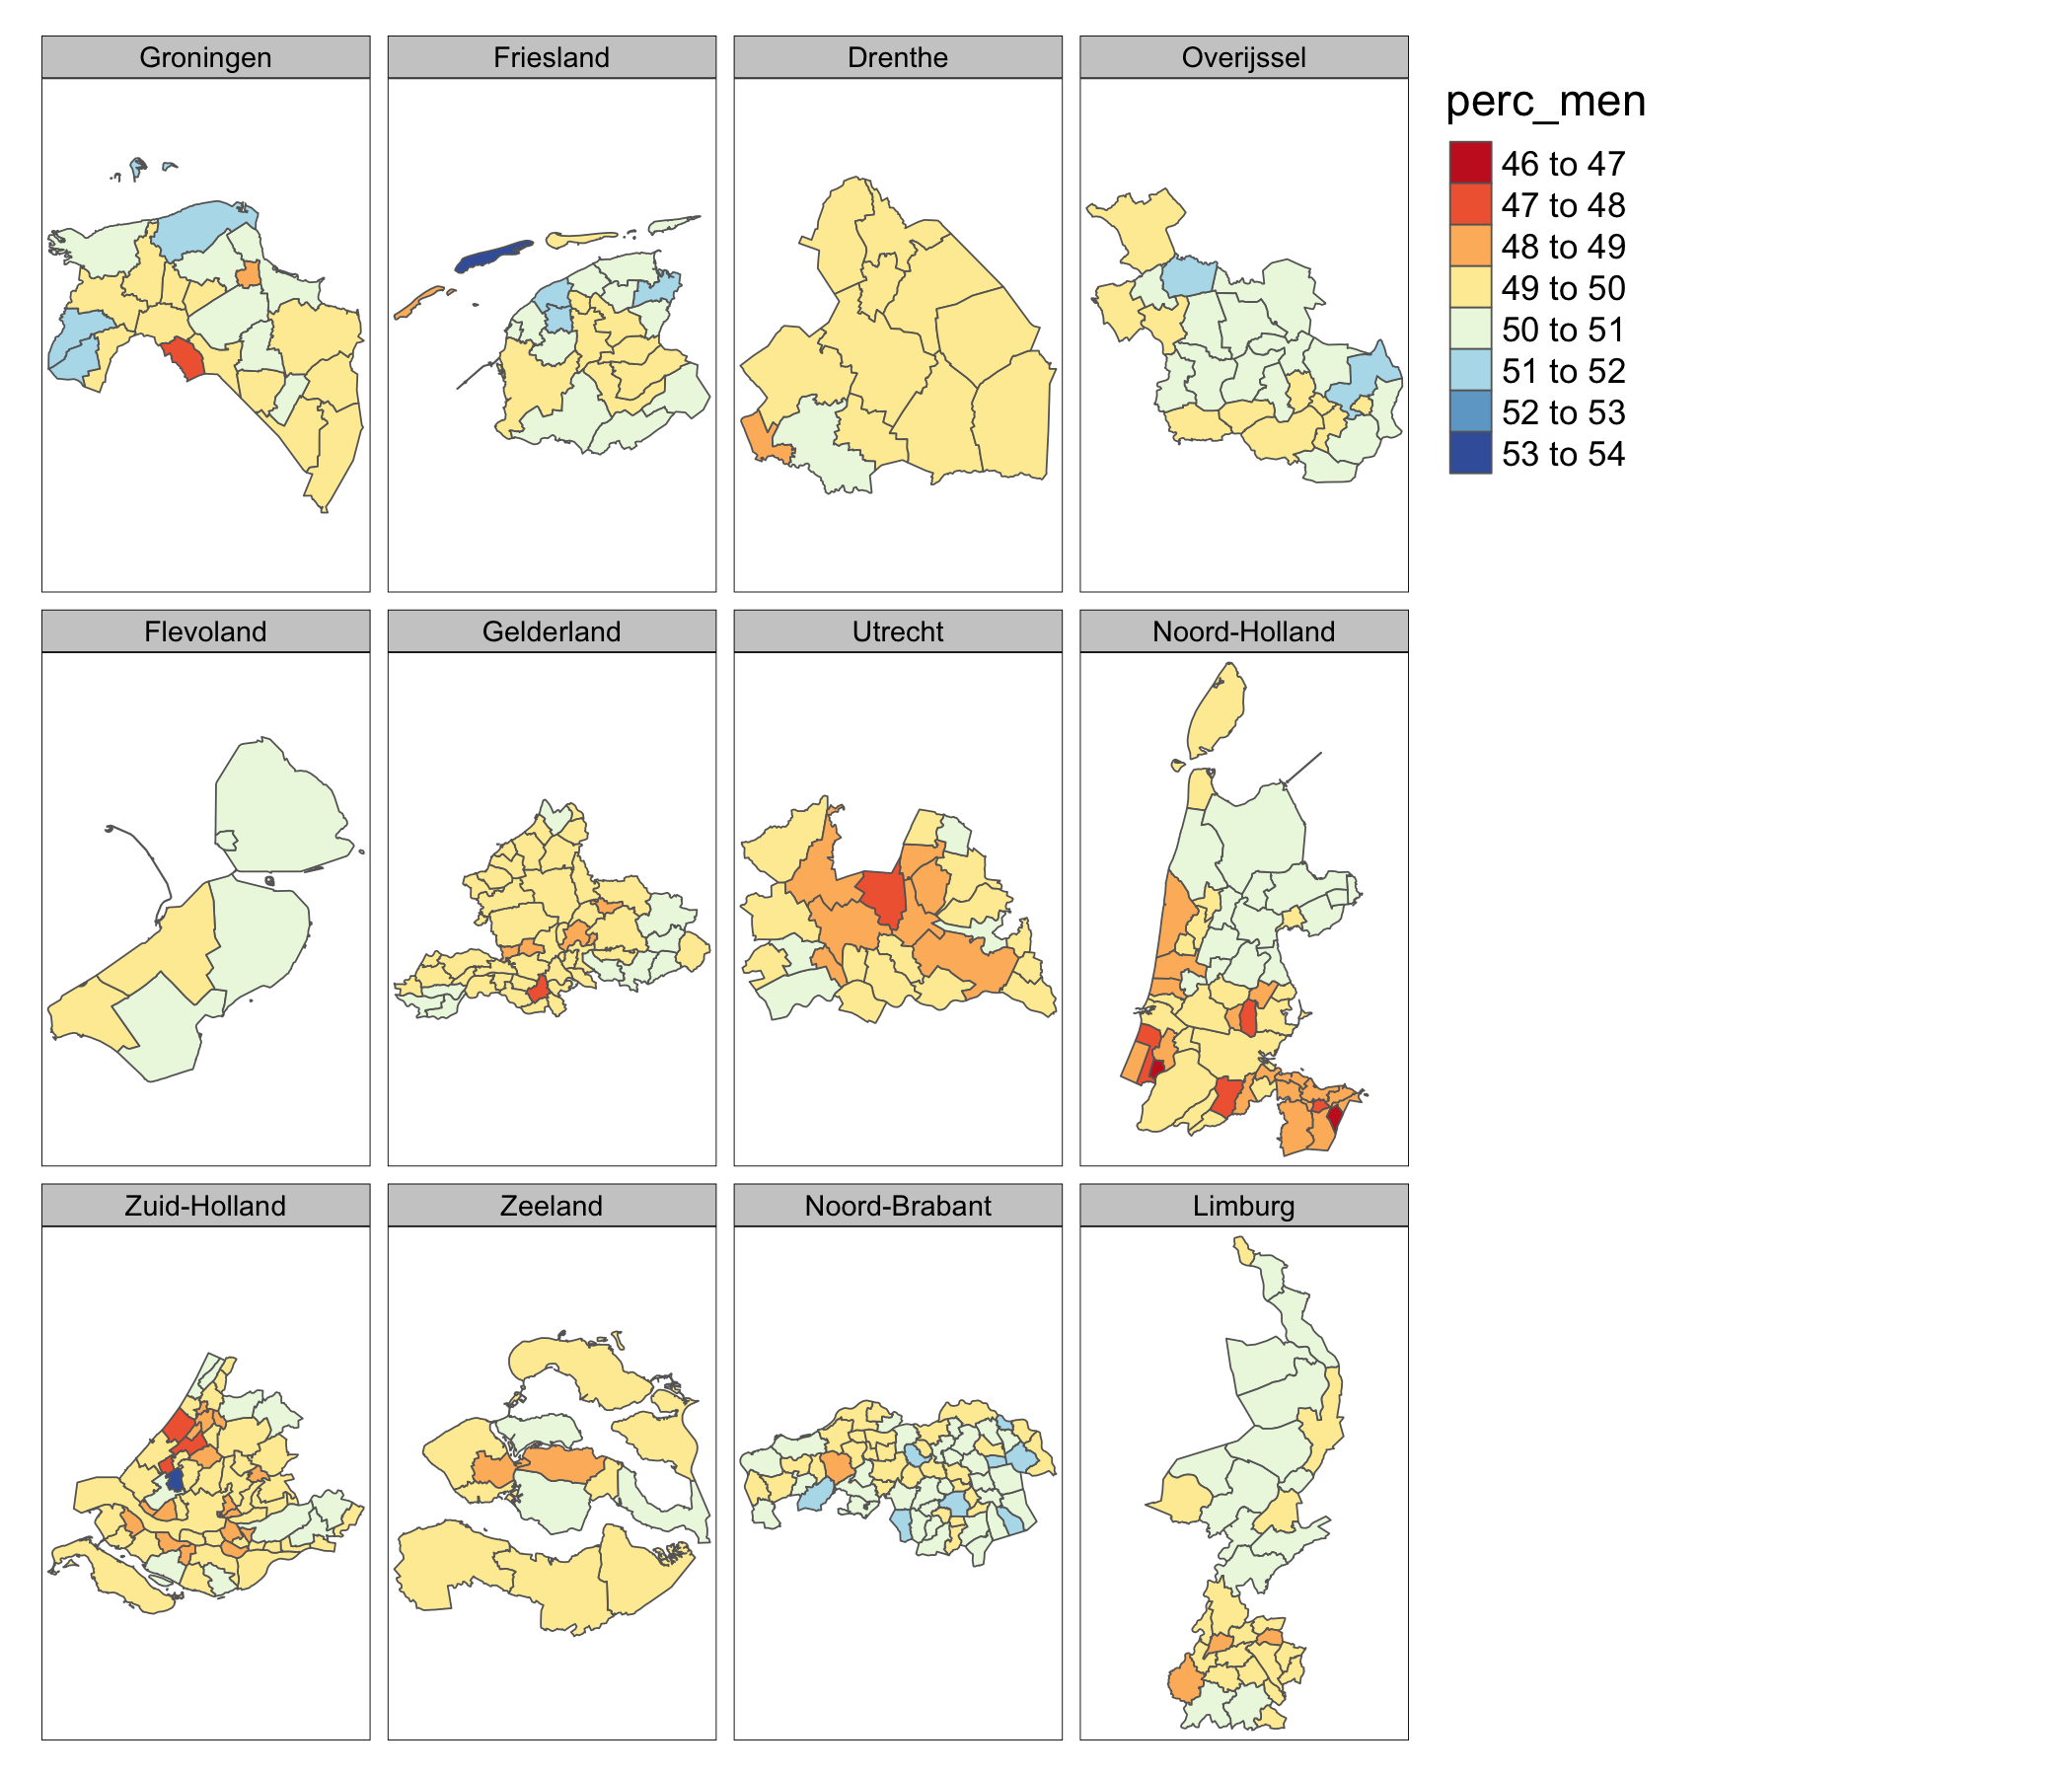 Groningen
Friesland
Drenthe
Overijssel
perc_men
46 to 47
47 to 48
48 to 49
49 to 50
50 to 51
51 to 52
52 to 53
53 to 54
Flevoland
Gelderland
Utrecht
Noord-Holland
Zuid-Holland
Zeeland
Noord-Brabant
Limburg